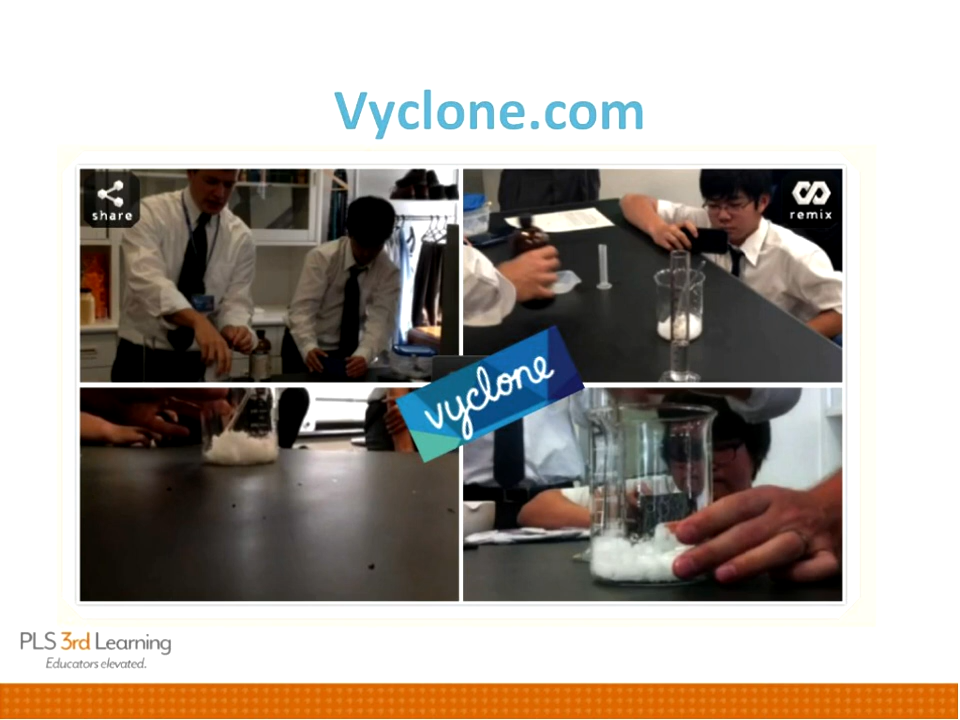 Vyclone.com
share
remix
vyclone
PLS 3rd Learning
Educators elevated.